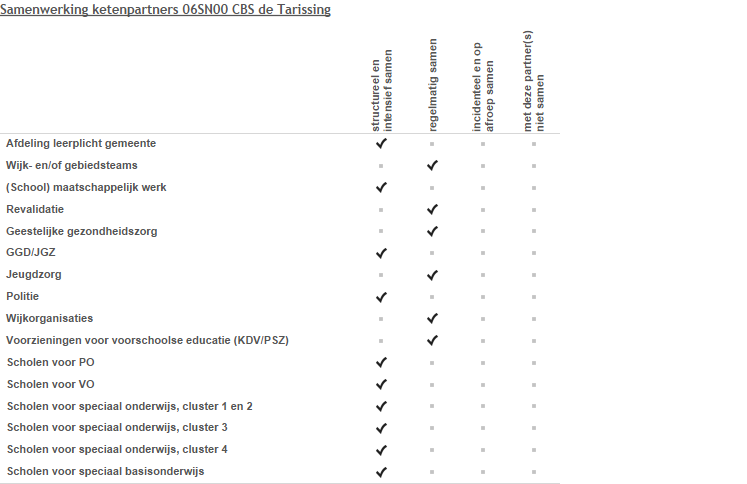 Samenwerking ketenpartners 06SN00 CBS de Tarissing
structureel en
intensief samen
regelmatig samen
incidenteel en op
afroep samen
met deze partner(s)
niet samen
Afdeling leerplicht gemeente
Wijk- en/of gebiedsteams
(School) maatschappelijk werk
Revalidatie
Geestelijke gezondheidszorg
GGD/JGZ
Jeugdzorg
Politie
Wijkorganisaties
Voorzieningen voor voorschoolse educatie (KDV/PSZ)
Scholen voor PO
Scholen voor VO
Scholen voor speciaal onderwijs, cluster 1 en 2
Scholen voor speciaal onderwijs, cluster 3
Scholen voor speciaal onderwijs, cluster 4
Scholen voor speciaal basisonderwijs